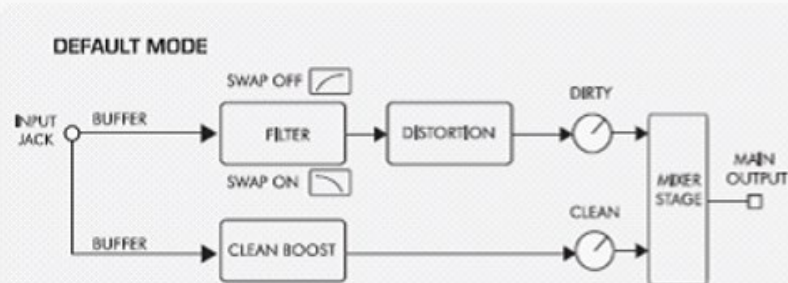 DEFAULT MODE
SWAP OFF
DIRTY
INPUT
JACK
BUFFER
FILTER
DISTORTION
SWAP ON
MIXER
STAGE
MAIN
OUTPUT
CLEAN
BUFFER
CLEAN BOOST